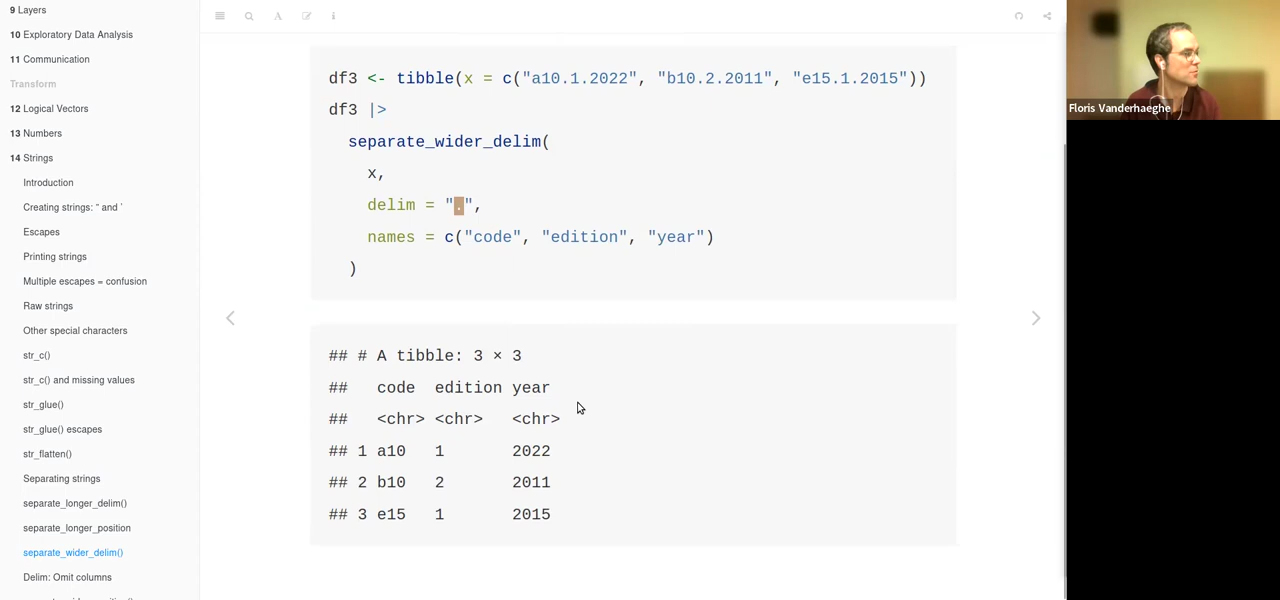 9 Layers
10 Exploratory Data Analysis
11 Communication
Transform
12 Logical Vectors
13 Numbers
14 Strings
Introduction
Creating strings: " and '
Escapes
Printing strings
Multiple escapes = confusion
Raw strings
Other special characters
str_c()
str_c() and missing values
str_glue()
str_glue() escapes
str_flatten()
Separating strings
separate_longer_delim()
separate_longer_position
separate_wider_delim()
Delim: Omit columns
df3 <- tibble(x = c("a10.1.2022", "b10.2.2011", "e15.1.2015"))
df3 |>
separate_wider_delim(
x,
delim = ".",
names = c("code", "edition", "year")
)
## # A tibble: 3 × 3
##   code  edition year
##   <chr> <chr>   <chr>
## 1 a10   1       2022
## 2 b10   2       2011
## 3 e15   1       2015
Floris Vanderhaeghe